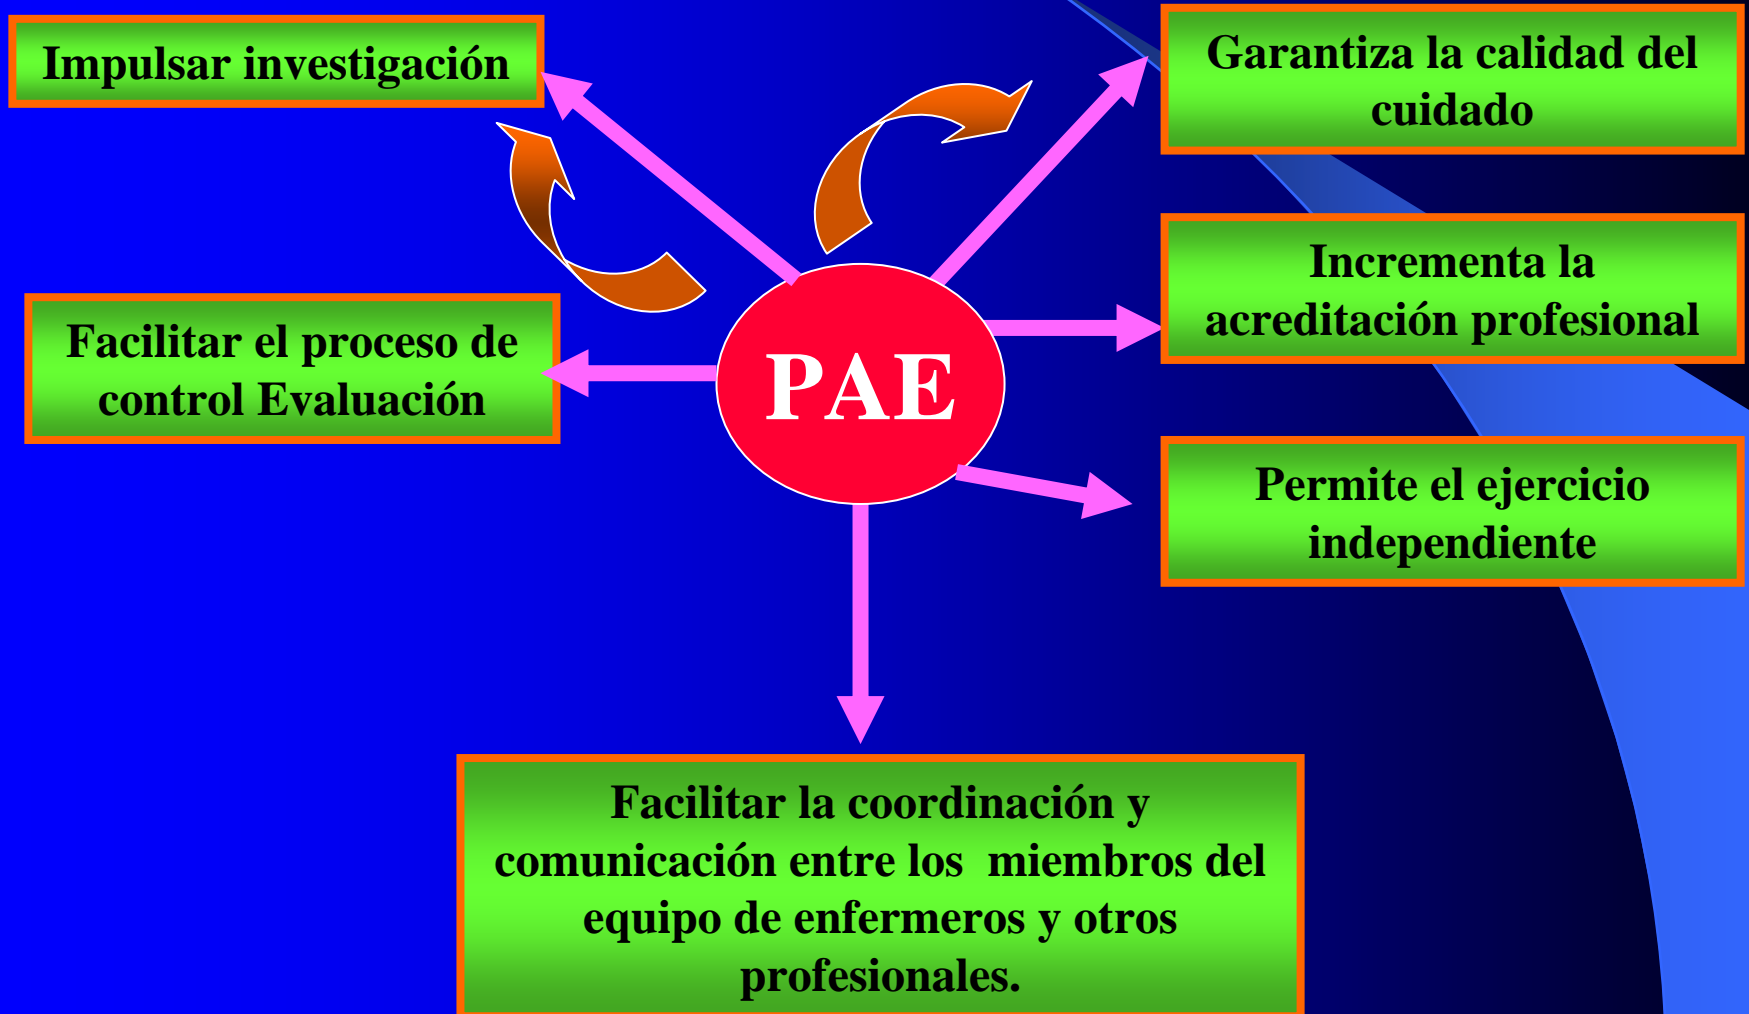 Impulsar investigación
Garantiza la calidad del
cuidado
Incrementa la
acreditación profesional
Facilitar el proceso de
control Evaluación
PAE
Permite el ejercicio
independiente
Facilitar la coordinación y
comunicación entre los  miembros del
equipo de enfermeros y otros
profesionales.